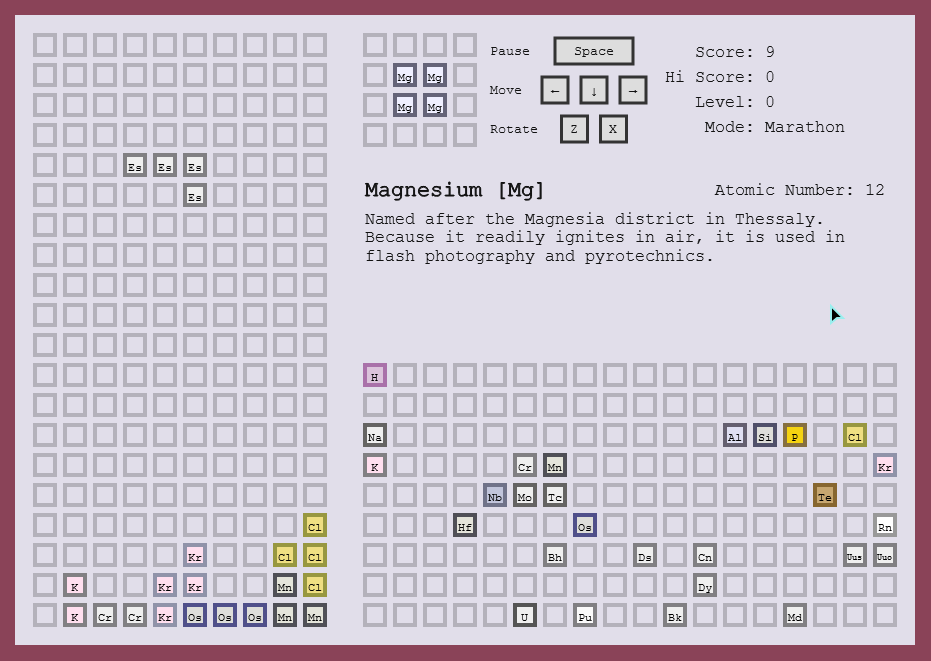 Pause Space
Move ← ↓ →
Rotate Z X
Score: 9
Hi Score: 0
Level: 0
Mode: Marathon
Mg Mg
Mg Mg
Es Es Es
Es
Magnesium [Mg] Atomic Number: 12
Named after the Magnesia district in Thessaly.
Because it readily ignites in air, it is used in
flash photography and pyrotechnics.
Cl
Kr Cl Cl
K Kr Kr Mn Cl
K Cr Cr Kr Os Os Os Mn Mn
H
Na Al Si P Cl
K Cr Mn Kr
Nb Mo Tc Te
Hf Os Rn
Bh Ds Cn Uus Uuo
Dy
U Pu Bk Md